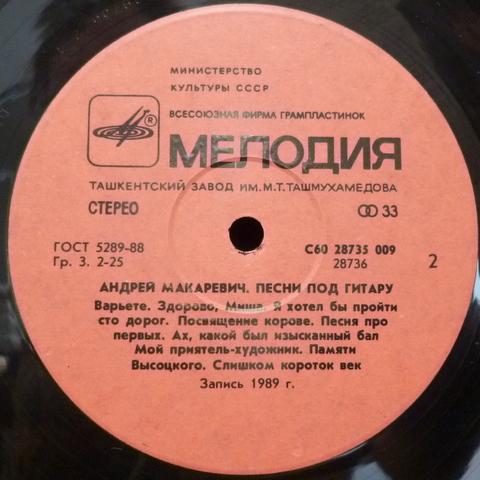 МИНИСТЕРСТВО
КУЛЬТУРЫ СССР
ВСЕСОЮЗНАЯ ФИРМА ГРАМПЛАСТИНОК
МЕЛОДИЯ
®
ТАШКЕНТСКИЙ ЗАВОД ИМ. М.Т. ТАШМУХАМЕДОВА
СТЕРЕО
33
ГОСТ 5289-88
С60 28735 009
Гр. 3. 2-25
28736
2
АНДРЕЙ МАКАРЕВИЧ. ПЕСНИ ПОД ГИТАРУ
Варьете. Здорово, Миша. Я хотел бы пройти
сто дорог. Посвящение корове. Песня про
первых. Ах, какой был изысканный бал
Мой приятель-художник. Памяти
Высоцкого. Слишком короток век
Запись 1989 г.